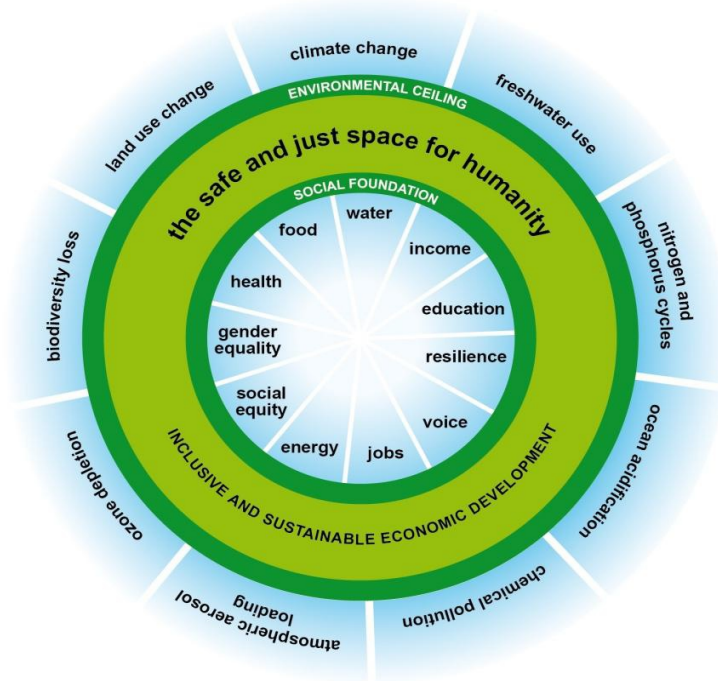 climate change
freshwater use
nitrogen and
phosphorus cycles
ocean acidification
chemical pollution
atmospheric aerosol
loading
ozone depletion
biodiversity loss
land use change
ENVIRONMENTAL CEILING
the safe and just space for humanity
SOCIAL FOUNDATION
water
income
education
resilience
voice
jobs
energy
social
equity
gender
equality
health
food
INCLUSIVE AND SUSTAINABLE ECONOMIC DEVELOPMENT